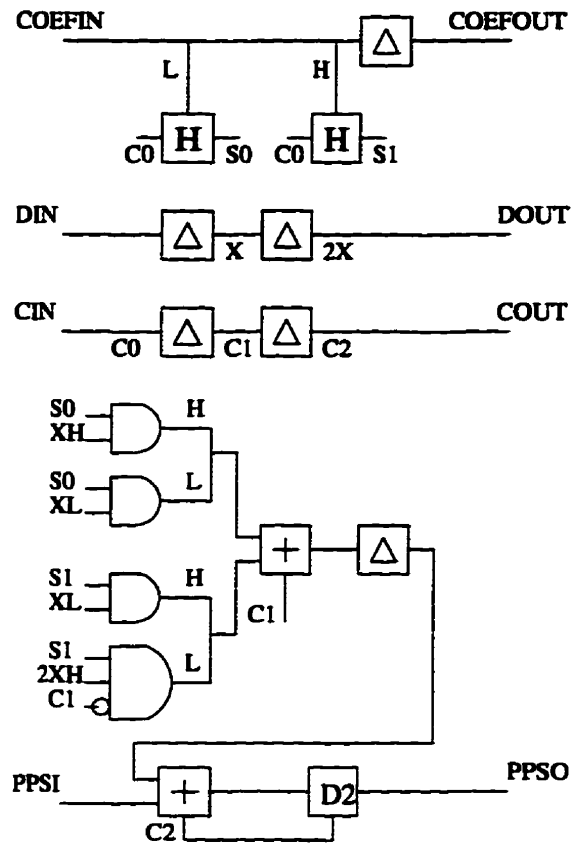 COEFIN COEFOUT
Δ
L H
C0 H S0 C0 H S1
DIN DOUT
Δ X Δ 2X
CIN COUT
C0 Δ C1 Δ C2
S0 H
XH
S0 L
XL
+ Δ
S1 H
XL
C1
S1
2XH L
C1
PPSI PPSO
+ D2
C2